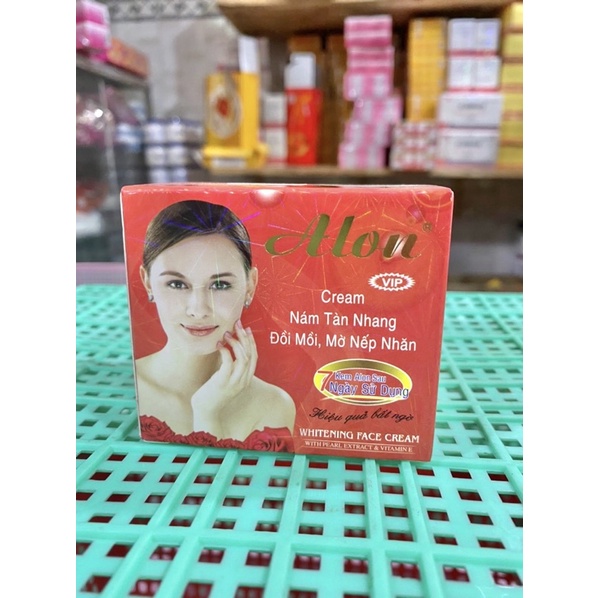 Alon®
VIP
Cream
Nám Tàn Nhang
Đồi Mồi, Mờ Nếp Nhăn
7 Kem Alon Sau
Ngày Sử Dụng
Hiệu quả bất ngờ
WHITENING FACE CREAM
WITH PEARL EXTRACT & VITAMIN E